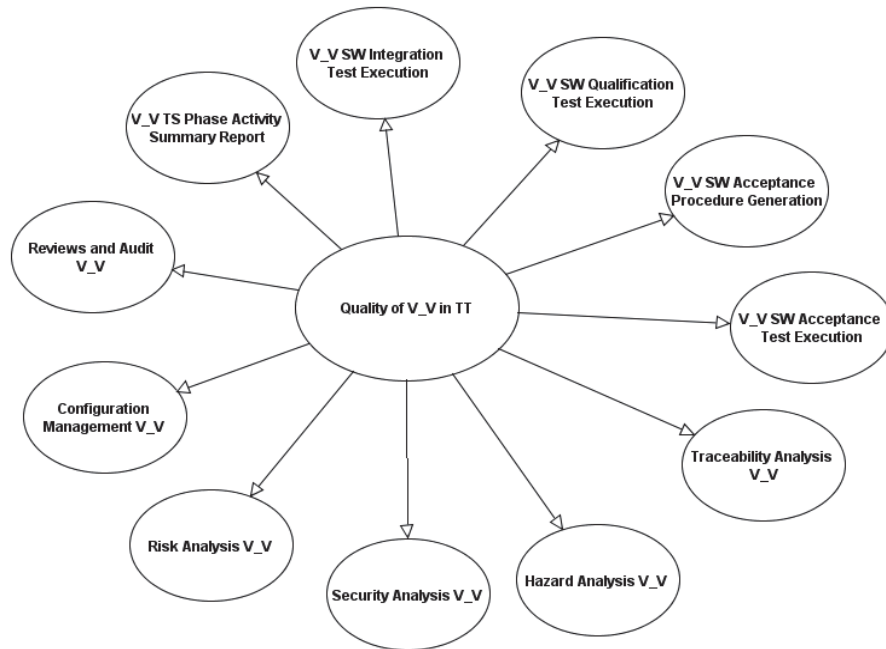 V_V SW Integration
Test Execution
V_V SW Qualification
Test Execution
V_V TS Phase Activity
Summary Report
V_V SW Acceptance
Procedure Generation
Reviews and Audit
V_V
Quality of V_V in TT
V_V SW Acceptance
Test Execution
Configuration
Management V_V
Traceability Analysis
V_V
Risk Analysis V_V
Security Analysis V_V
Hazard Analysis V_V